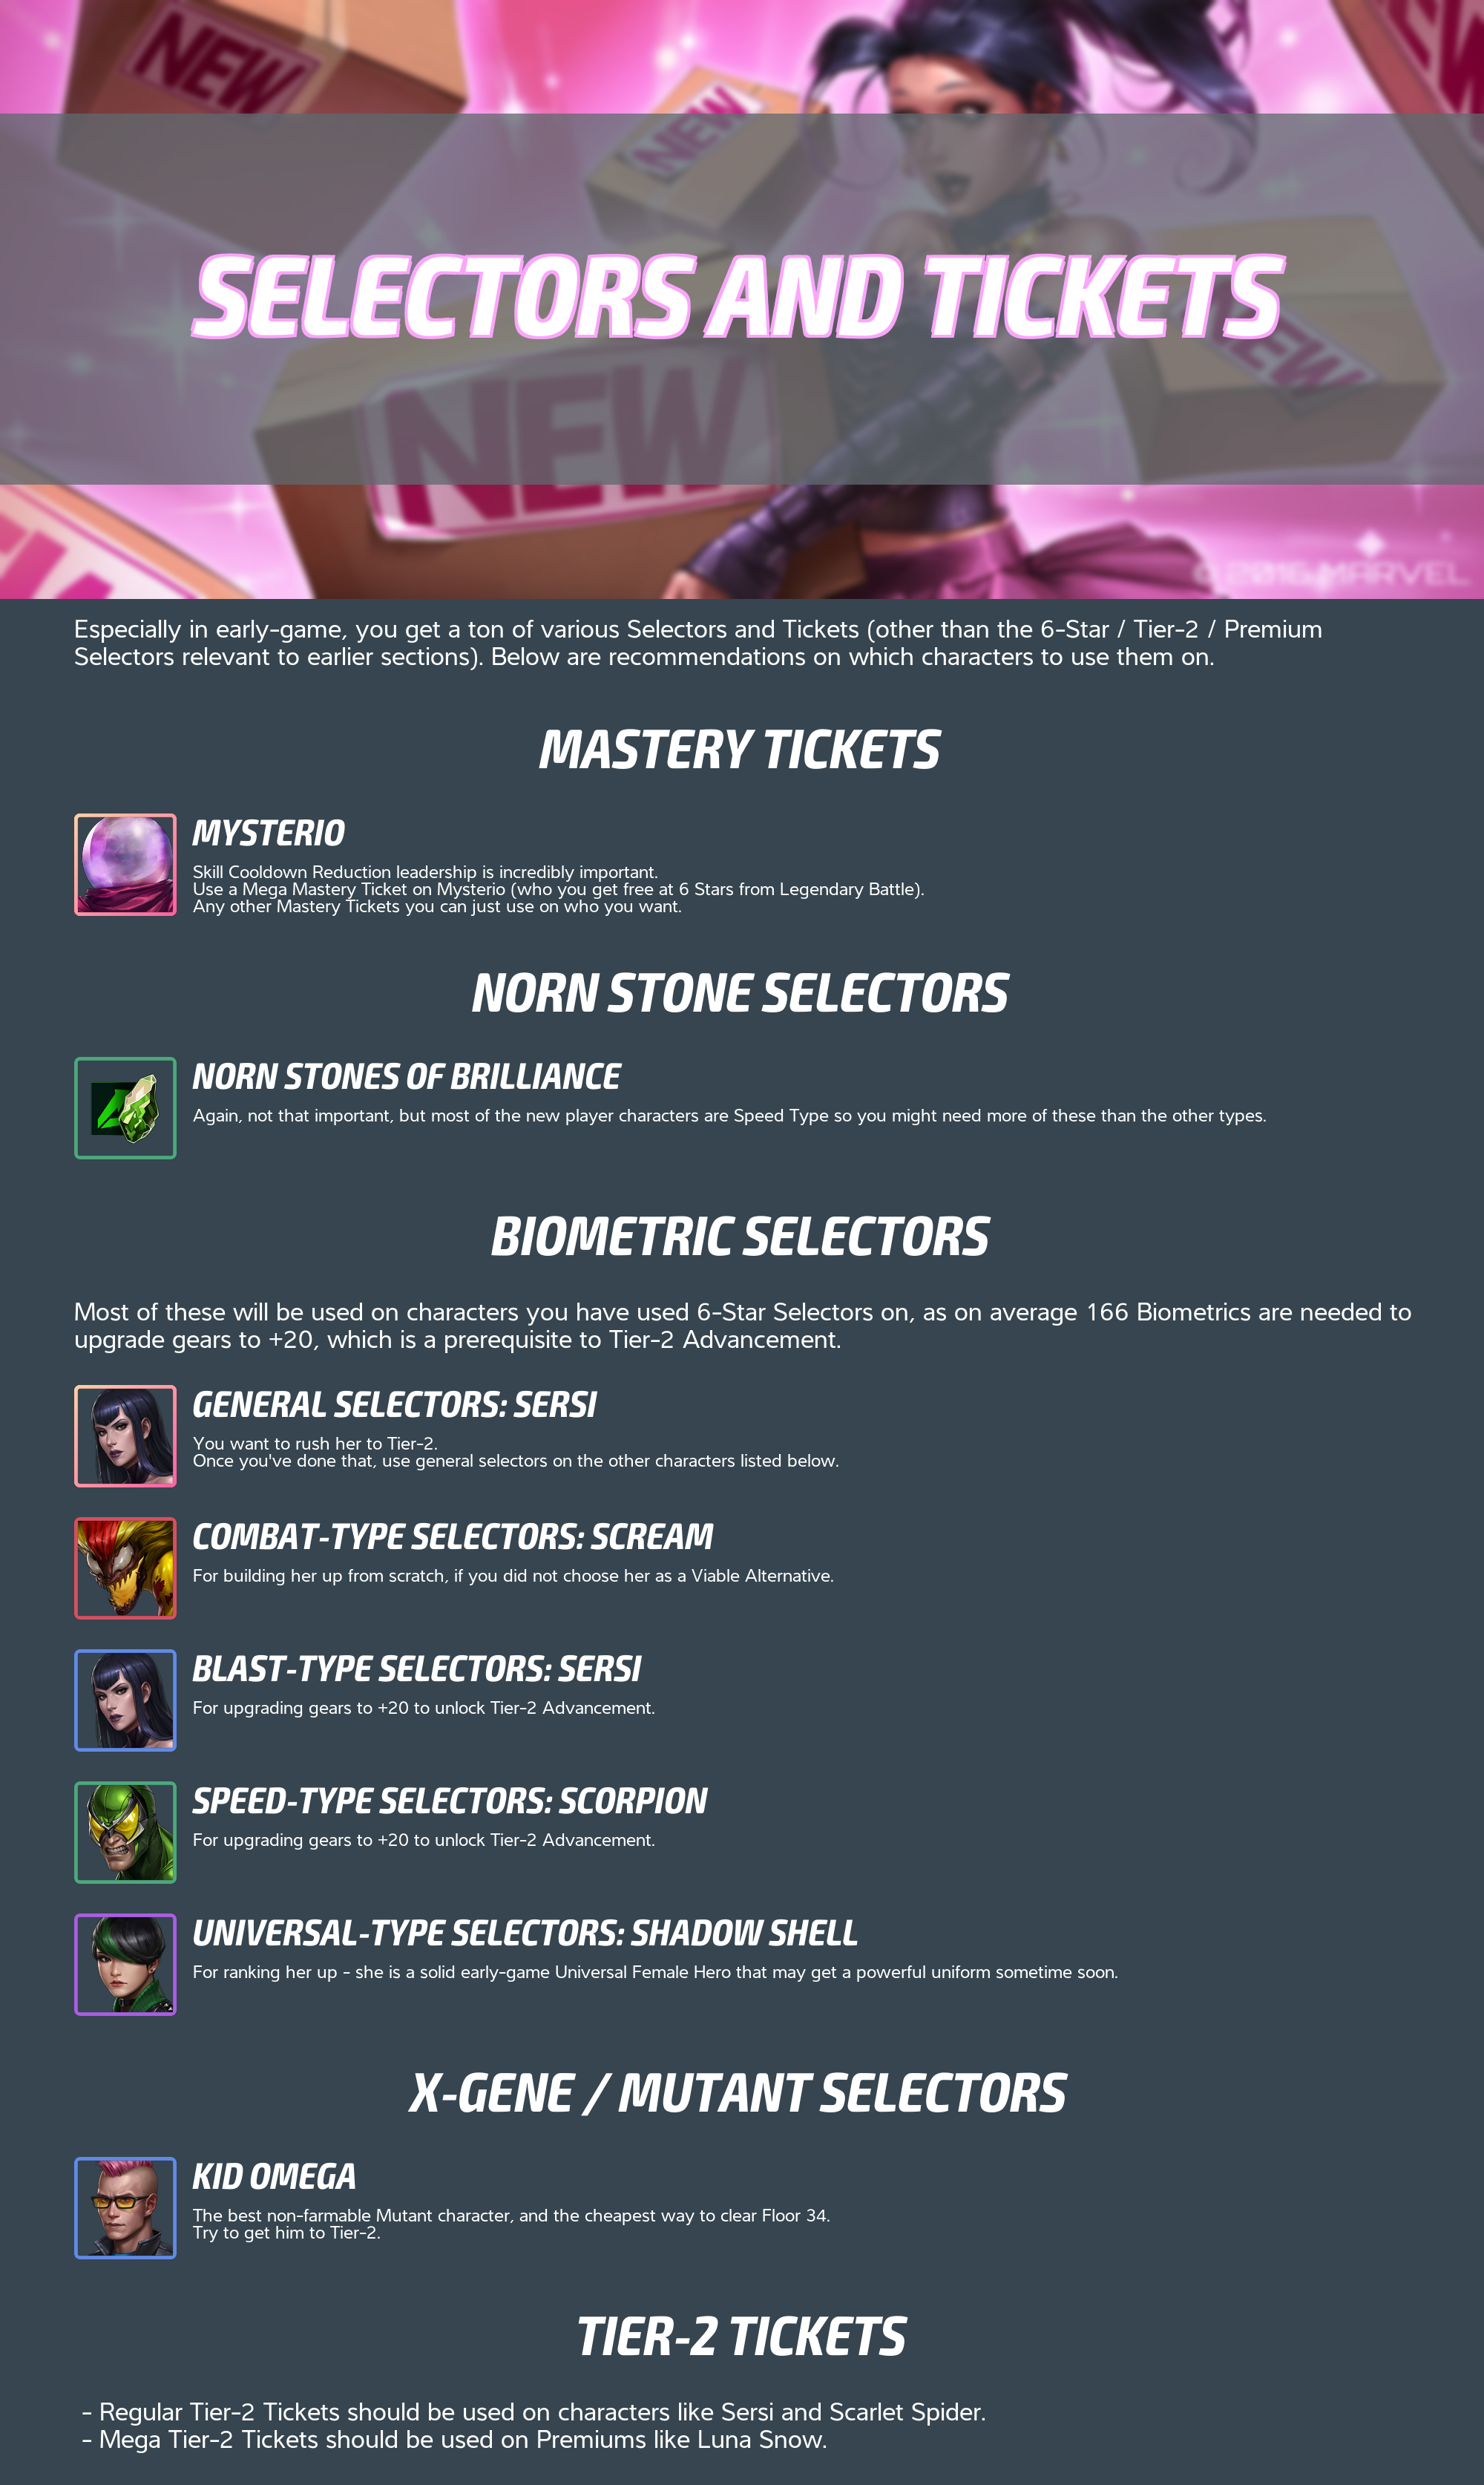 NEW
NEW
SELECTORS AND TICKETS
NEW
NEW
© 2016 MARVEL
Especially in early-game, you get a ton of various Selectors and Tickets (other than the 6-Star / Tier-2 / Premium
Selectors relevant to earlier sections). Below are recommendations on which characters to use them on.
MASTERY TICKETS
MYSTERIO
Skill Cooldown Reduction leadership is incredibly important.
Use a Mega Mastery Ticket on Mysterio (who you get free at 6 Stars from Legendary Battle).
Any other Mastery Tickets you can just use on who you want.
NORN STONE SELECTORS
NORN STONES OF BRILLIANCE
Again, not that important, but most of the new player characters are Speed Type so you might need more of these than the other types.
BIOMETRIC SELECTORS
Most of these will be used on characters you have used 6-Star Selectors on, as on average 166 Biometrics are needed to
upgrade gears to +20, which is a prerequisite to Tier-2 Advancement.
GENERAL SELECTORS: SERSI
You want to rush her to Tier-2.
Once you've done that, use general selectors on the other characters listed below.
COMBAT-TYPE SELECTORS: SCREAM
For building her up from scratch, if you did not choose her as a Viable Alternative.
BLAST-TYPE SELECTORS: SERSI
For upgrading gears to +20 to unlock Tier-2 Advancement.
SPEED-TYPE SELECTORS: SCORPION
For upgrading gears to +20 to unlock Tier-2 Advancement.
UNIVERSAL-TYPE SELECTORS: SHADOW SHELL
For ranking her up - she is a solid early-game Universal Female Hero that may get a powerful uniform sometime soon.
X-GENE / MUTANT SELECTORS
KID OMEGA
The best non-farmable Mutant character, and the cheapest way to clear Floor 34.
Try to get him to Tier-2.
TIER-2 TICKETS
- Regular Tier-2 Tickets should be used on characters like Sersi and Scarlet Spider.
- Mega Tier-2 Tickets should be used on Premiums like Luna Snow.